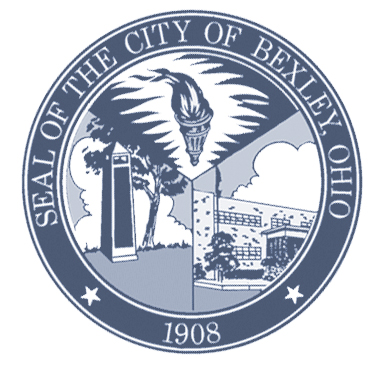 SEAL OF THE CITY OF BEXLEY, OHIO
1908